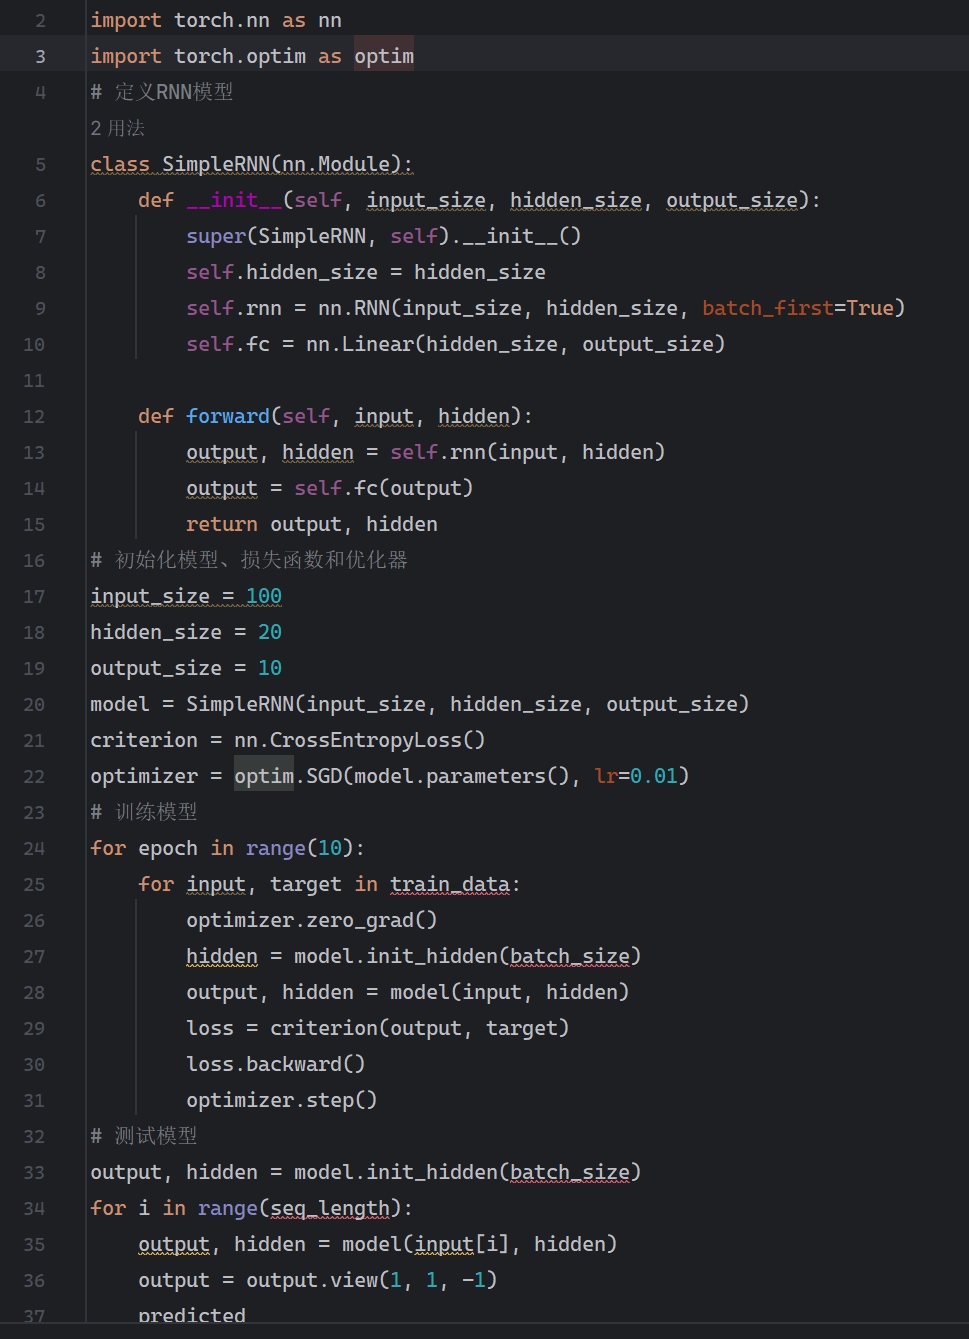 2 import torch.nn as nn
3 import torch.optim as optim
4 # 定义RNN模型
2 用法
5 class SimpleRNN(nn.Module):
6     def __init__(self, input_size, hidden_size, output_size):
7         super(SimpleRNN, self).__init__()
8         self.hidden_size = hidden_size
9         self.rnn = nn.RNN(input_size, hidden_size, batch_first=True)
10         self.fc = nn.Linear(hidden_size, output_size)
11
12     def forward(self, input, hidden):
13         output, hidden = self.rnn(input, hidden)
14         output = self.fc(output)
15         return output, hidden
16 # 初始化模型、损失函数和优化器
17 input_size = 100
18 hidden_size = 20
19 output_size = 10
20 model = SimpleRNN(input_size, hidden_size, output_size)
21 criterion = nn.CrossEntropyLoss()
22 optimizer = optim.SGD(model.parameters(), lr=0.01)
23 # 训练模型
24 for epoch in range(10):
25     for input, target in train_data:
26         optimizer.zero_grad()
27         hidden = model.init_hidden(batch_size)
28         output, hidden = model(input, hidden)
29         loss = criterion(output, target)
30         loss.backward()
31         optimizer.step()
32 # 测试模型
33 output, hidden = model.init_hidden(batch_size)
34 for i in range(seq_length):
35     output, hidden = model(input[i], hidden)
36     output = output.view(1, 1, -1)
37     predicted